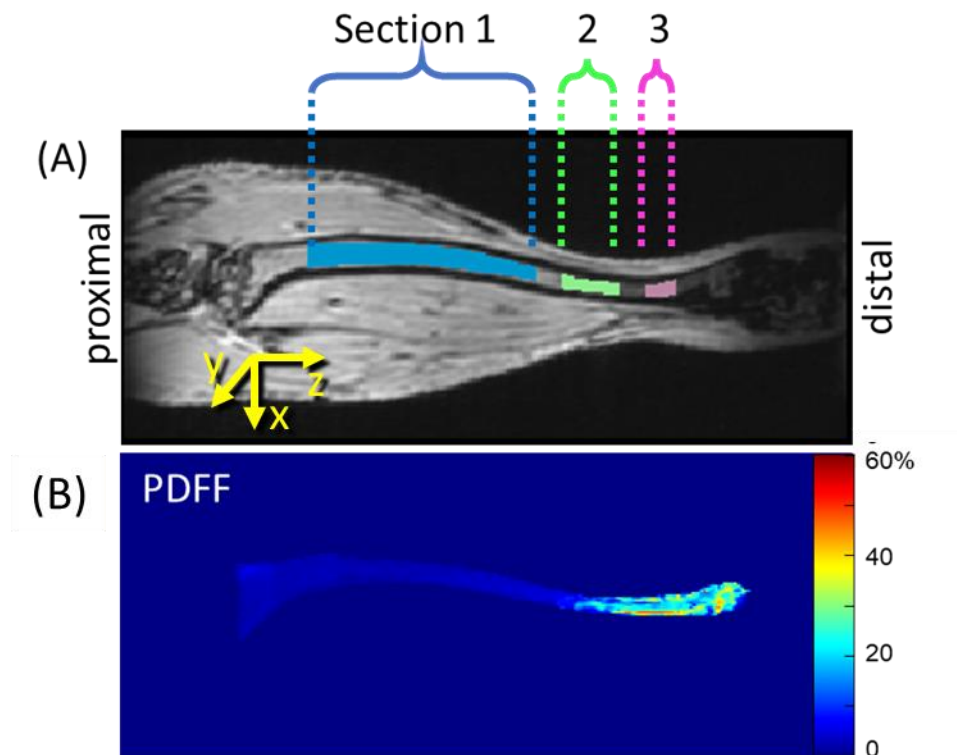 Section 1 2 3
(A)
proximal
distal
y
z
x
(B)
PDFF
60%
40
20
0